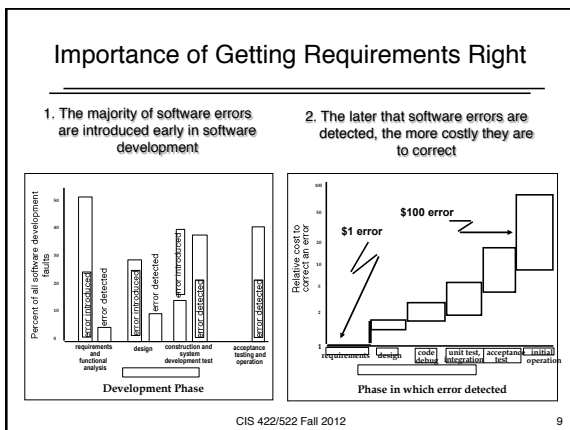 Importance of Getting Requirements Right
1. The majority of software errors
are introduced early in software
development
2. The later that software errors are
detected, the more costly they are
to correct
Percent of all software development
faults
50
40
30
20
10
0
error introduced
error detected
error introduced
error detected
error introduced
error detected
error detected
requirements
and
functional
analysis
design
construction and
system
development test
acceptance
testing and
operation
Development Phase
Relative cost to
correct an error
100
50
20
10
5
2
1
$1 error
$100 error
requirements
design
code
debug
unit test,
integration
acceptance
test
initial
operation
Phase in which error detected
CIS 422/522 Fall 2012
9